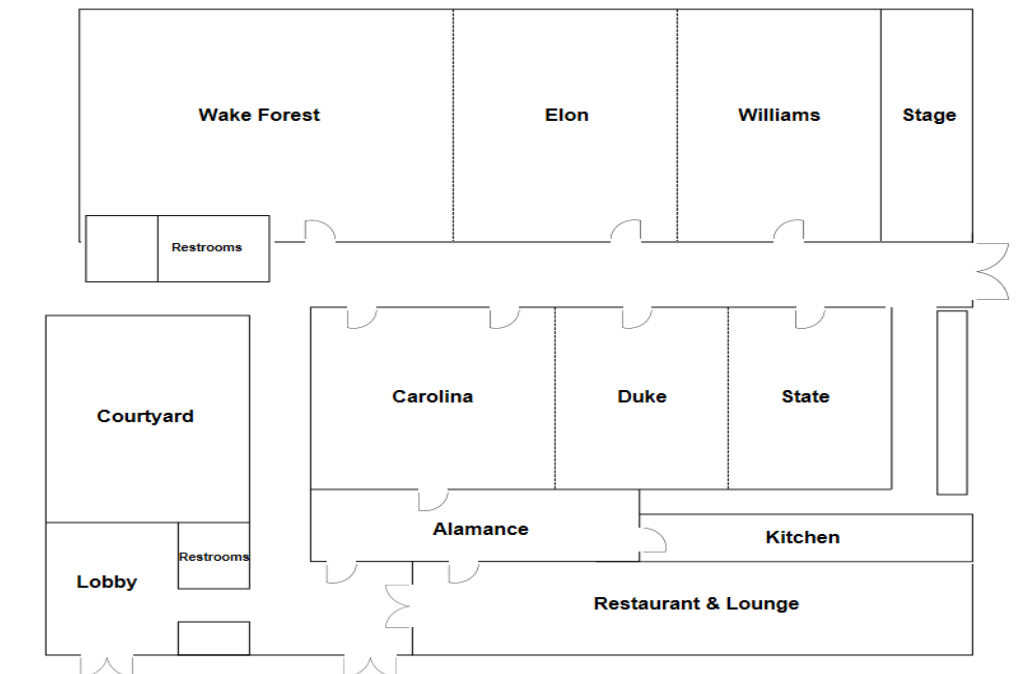 Wake Forest
Elon
Williams
Stage
Restrooms
Carolina
Duke
State
Courtyard
Alamance
Kitchen
Restrooms
Lobby
Restaurant & Lounge